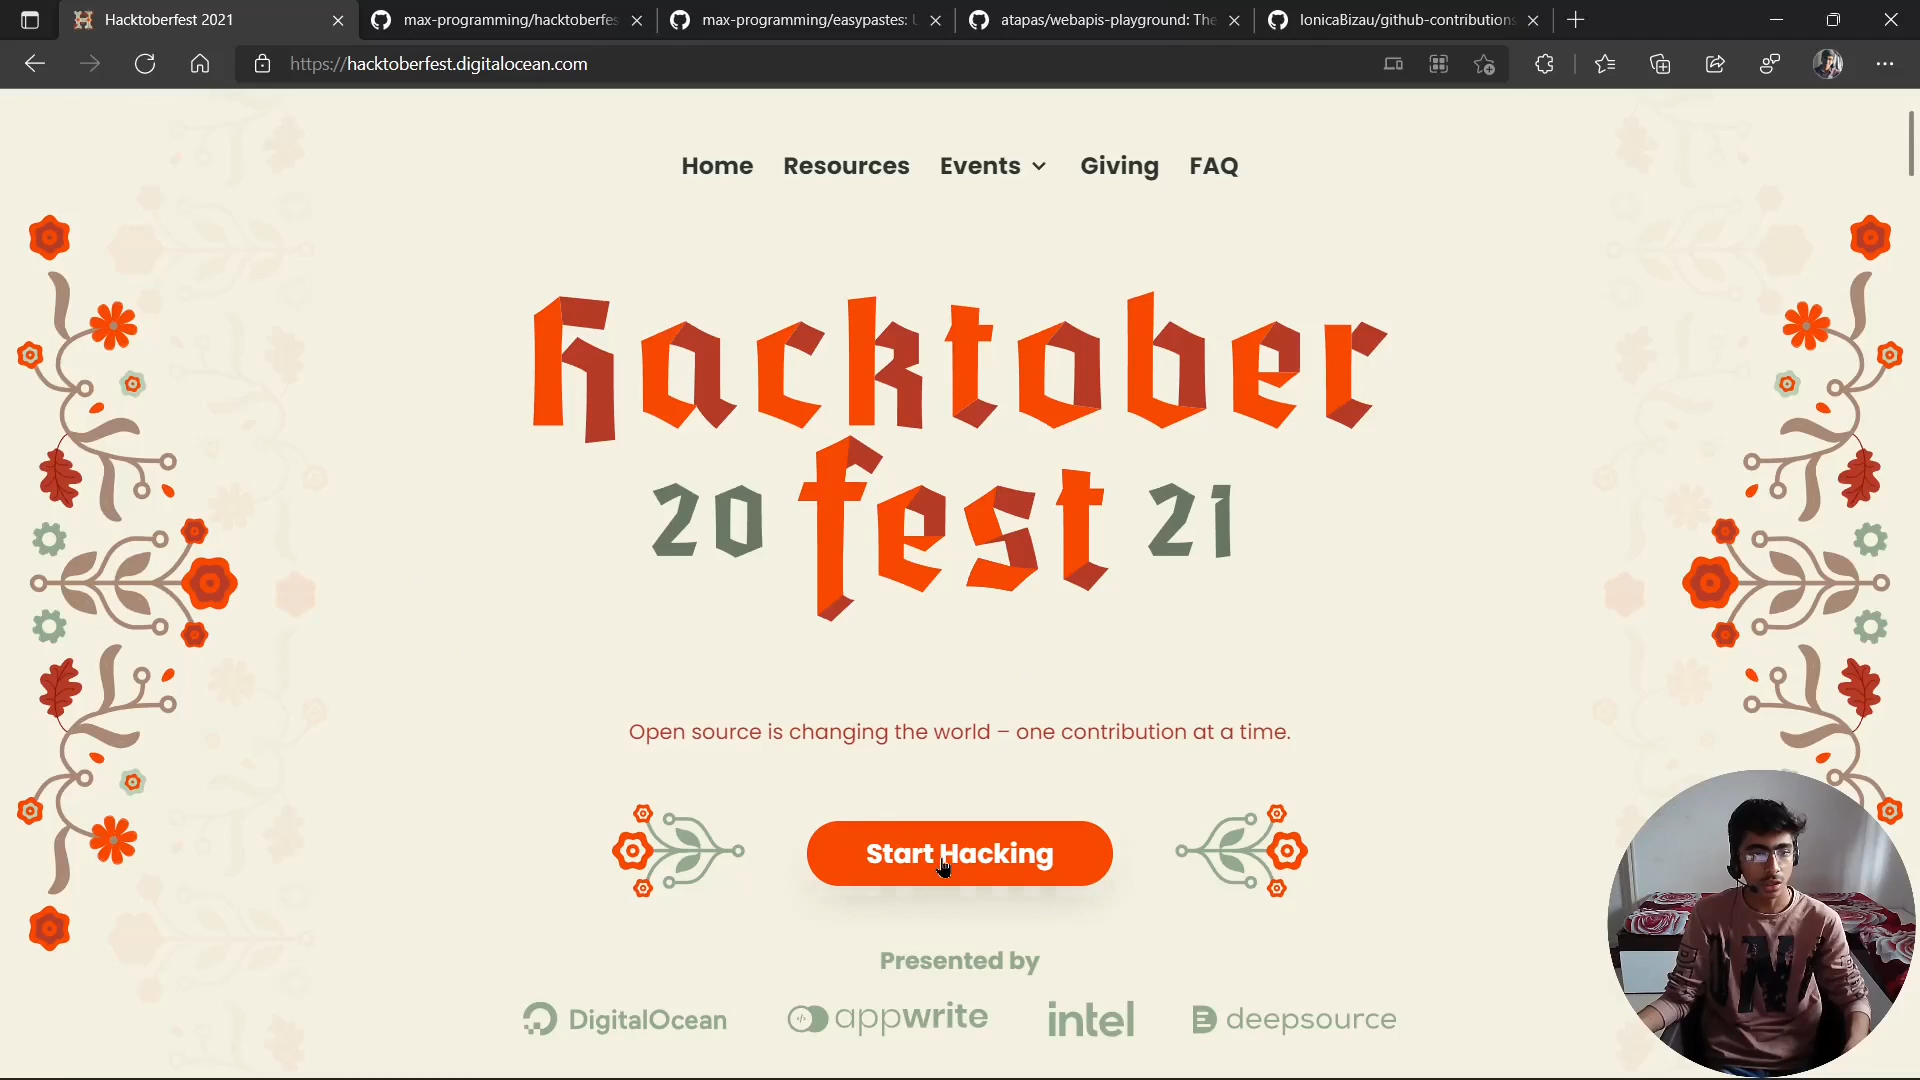 Hacktoberfest 2021
max-programming/hacktoberfes
max-programming/easypastes: U
atapas/webapis-playground: The
IonicaBizau/github-contributions
https://hacktoberfest.digitalocean.com
Home Resources Events Giving FAQ
hacktober
20 fest 21
Open source is changing the world – one contribution at a time.
Start Hacking
Presented by
DigitalOcean appwrite intel deepsource